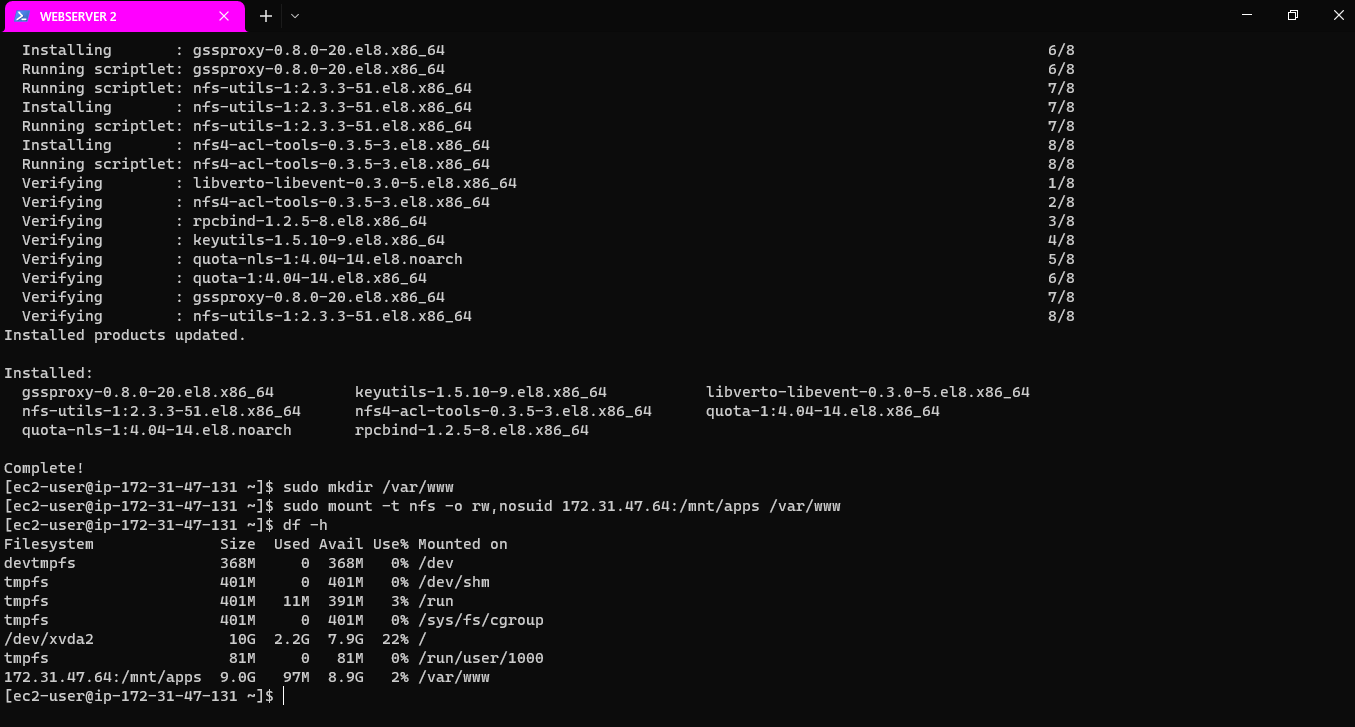 WEBSERVER 2
  Installing       : gssproxy-0.8.0-20.el8.x86_64                                                                   6/8
  Running scriptlet: gssproxy-0.8.0-20.el8.x86_64                                                                   6/8
  Running scriptlet: nfs-utils-1:2.3.3-51.el8.x86_64                                                                7/8
  Installing       : nfs-utils-1:2.3.3-51.el8.x86_64                                                                7/8
  Running scriptlet: nfs-utils-1:2.3.3-51.el8.x86_64                                                                7/8
  Installing       : nfs4-acl-tools-0.3.5-3.el8.x86_64                                                              8/8
  Running scriptlet: nfs4-acl-tools-0.3.5-3.el8.x86_64                                                              8/8
  Verifying        : libverto-libevent-0.3.0-5.el8.x86_64                                                           1/8
  Verifying        : nfs4-acl-tools-0.3.5-3.el8.x86_64                                                              2/8
  Verifying        : rpcbind-1.2.5-8.el8.x86_64                                                                     3/8
  Verifying        : keyutils-1.5.10-9.el8.x86_64                                                                   4/8
  Verifying        : quota-nls-1:4.04-14.el8.noarch                                                                 5/8
  Verifying        : quota-1:4.04-14.el8.x86_64                                                                     6/8
  Verifying        : gssproxy-0.8.0-20.el8.x86_64                                                                   7/8
  Verifying        : nfs-utils-1:2.3.3-51.el8.x86_64                                                                8/8
Installed products updated.

Installed:
  gssproxy-0.8.0-20.el8.x86_64         keyutils-1.5.10-9.el8.x86_64           libverto-libevent-0.3.0-5.el8.x86_64
  nfs-utils-1:2.3.3-51.el8.x86_64      nfs4-acl-tools-0.3.5-3.el8.x86_64      quota-1:4.04-14.el8.x86_64
  quota-nls-1:4.04-14.el8.noarch       rpcbind-1.2.5-8.el8.x86_64

Complete!
[ec2-user@ip-172-31-47-131 ~]$ sudo mkdir /var/www
[ec2-user@ip-172-31-47-131 ~]$ sudo mount -t nfs -o rw,nosuid 172.31.47.64:/mnt/apps /var/www
[ec2-user@ip-172-31-47-131 ~]$ df -h
Filesystem              Size  Used Avail Use% Mounted on
devtmpfs                368M     0  368M   0% /dev
tmpfs                   401M     0  401M   0% /dev/shm
tmpfs                   401M   11M  391M   3% /run
tmpfs                   401M     0  401M   0% /sys/fs/cgroup
/dev/xvda2               10G  2.2G  7.9G  22% /
tmpfs                    81M     0   81M   0% /run/user/1000
172.31.47.64:/mnt/apps  9.0G   97M  8.9G   2% /var/www
[ec2-user@ip-172-31-47-131 ~]$